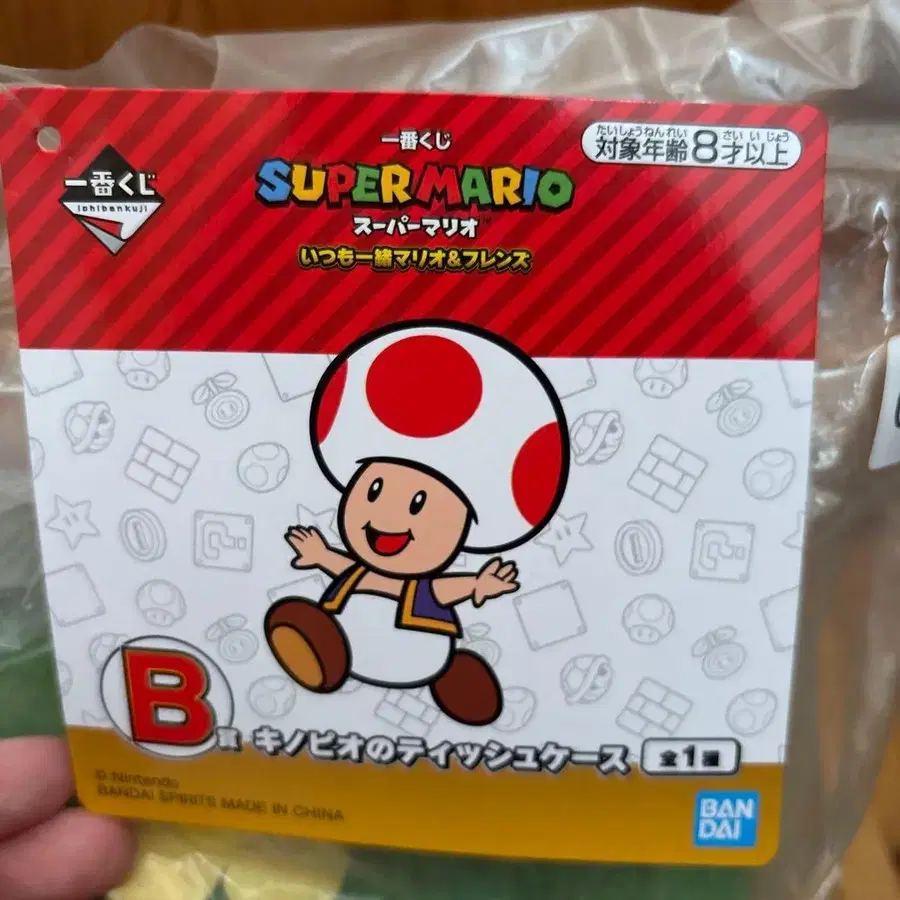 一番くじ
ichibankuji
一番くじ
SUPER MARIO
スーパーマリオ™
いつも一緒マリオ&フレンズ
たいしょうねんれい さい い じょう
対象年齢8才以上
B賞 キノピオのティッシュケース 全1種
© Nintendo
BANDAI SPIRITS MADE IN CHINA
BAN
DAI